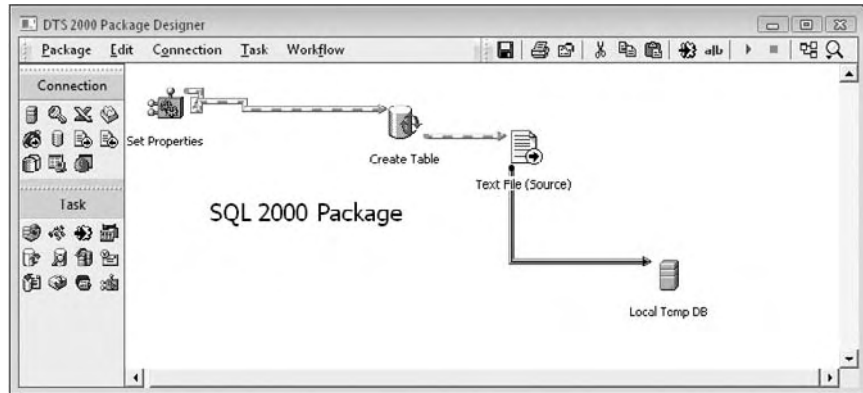 DTS 2000 Package Designer
Package Edit Connection Task Workflow
alb
Connection
Set Properties
Create Table
Text File (Source)
Task
SQL 2000 Package
Local Temp DB